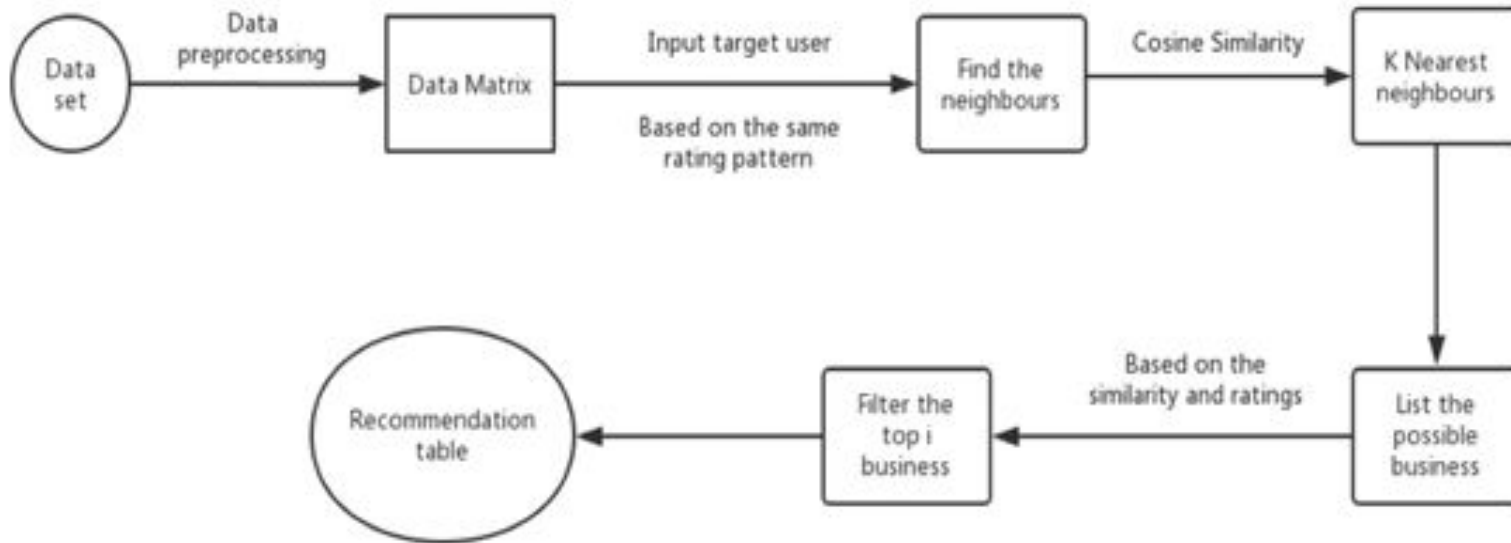 Data
set
Data
preprocessing
Data Matrix
Input target user
Based on the same
rating pattern
Find the
neighbours
Cosine Similarity
K Nearest
neighbours
List the
possible
business
Based on the
similarity and ratings
Filter the
top i
business
Recommendation
table